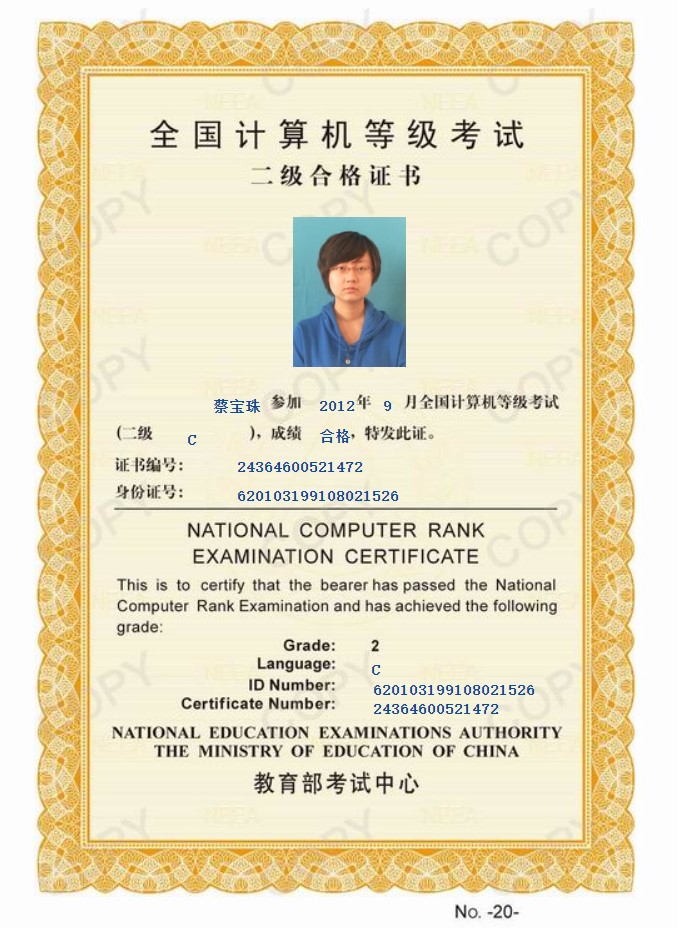 全国计算机等级考试
二级合格证书
蔡宝珠 参加 2012年 9 月全国计算机等级考试
(二级 C ），成绩 合格，特发此证。
证书编号： 24364600521472
身份证号： 620103199108021526
NATIONAL COMPUTER RANK
EXAMINATION CERTIFICATE
This is to certify that the bearer has passed the National
Computer Rank Examination and has achieved the following
grade:
Grade: 2
Language: C
ID Number: 620103199108021526
Certificate Number: 24364600521472
NATIONAL EDUCATION EXAMINATIONS AUTHORITY
THE MINISTRY OF EDUCATION OF CHINA
教育部考试中心
No. -20-
COPY
NEEA